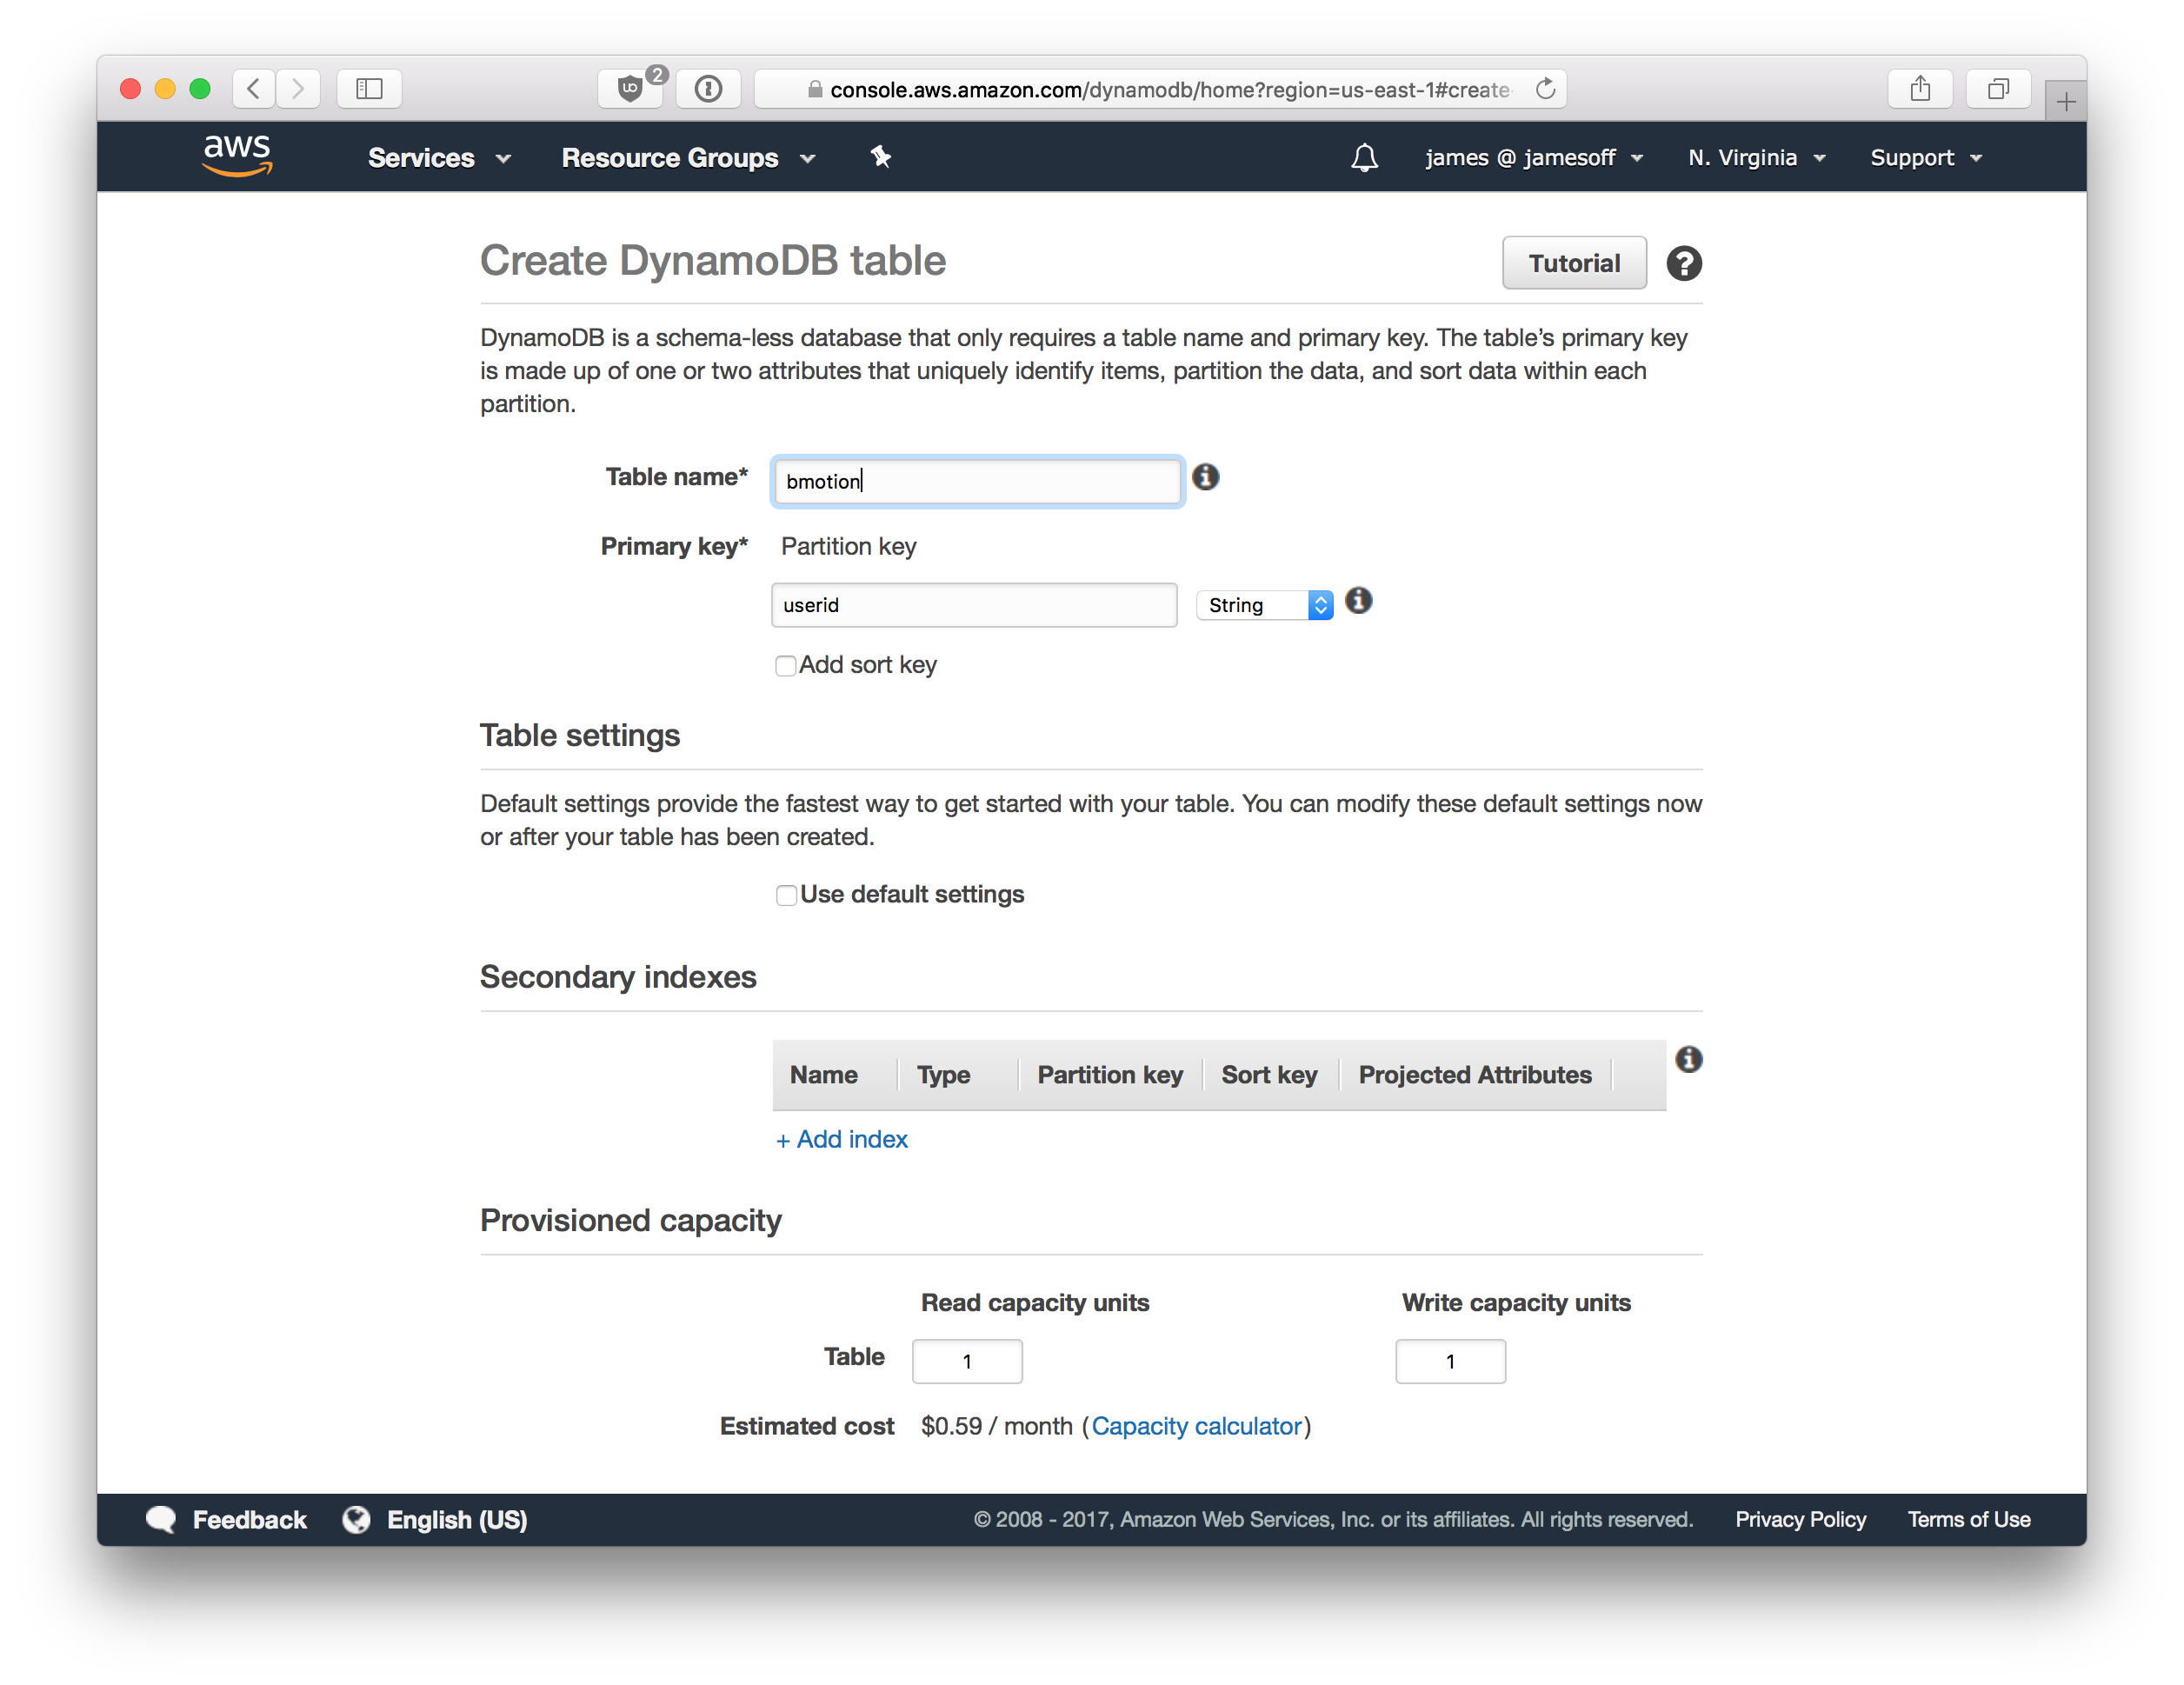 2
console.aws.amazon.com/dynamodb/home?region=us-east-1#create-
aws
Services
Resource Groups
james @ jamesoff
N. Virginia
Support
Create DynamoDB table
Tutorial
?
DynamoDB is a schema-less database that only requires a table name and primary key. The table’s primary key
is made up of one or two attributes that uniquely identify items, partition the data, and sort data within each
partition.
Table name*
bmotion
Primary key*
Partition key
userid
String
Add sort key
Table settings
Default settings provide the fastest way to get started with your table. You can modify these default settings now
or after your table has been created.
Use default settings
Secondary indexes
Name Type Partition key Sort key Projected Attributes
+ Add index
Provisioned capacity
Read capacity units
Write capacity units
Table
1
1
Estimated cost
$0.59 / month (Capacity calculator)
Feedback
English (US)
© 2008 - 2017, Amazon Web Services, Inc. or its affiliates. All rights reserved.
Privacy Policy
Terms of Use